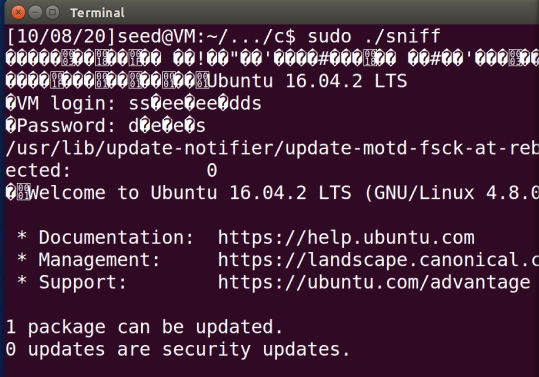 Terminal
[10/08/20]seed@VM:~/.../c$ sudo ./sniff
�����������!��"��'����#����� ��#��'���
�����������Ubuntu 16.04.2 LTS
�VM login: ss�ee�ee�dds
�Password: d�e�e�s
/usr/lib/update-notifier/update-motd-fsck-at-reb
ected: 0
�Welcome to Ubuntu 16.04.2 LTS (GNU/Linux 4.8.0
* Documentation: https://help.ubuntu.com
* Management: https://landscape.canonical.c
* Support: https://ubuntu.com/advantage
1 package can be updated.
0 updates are security updates.